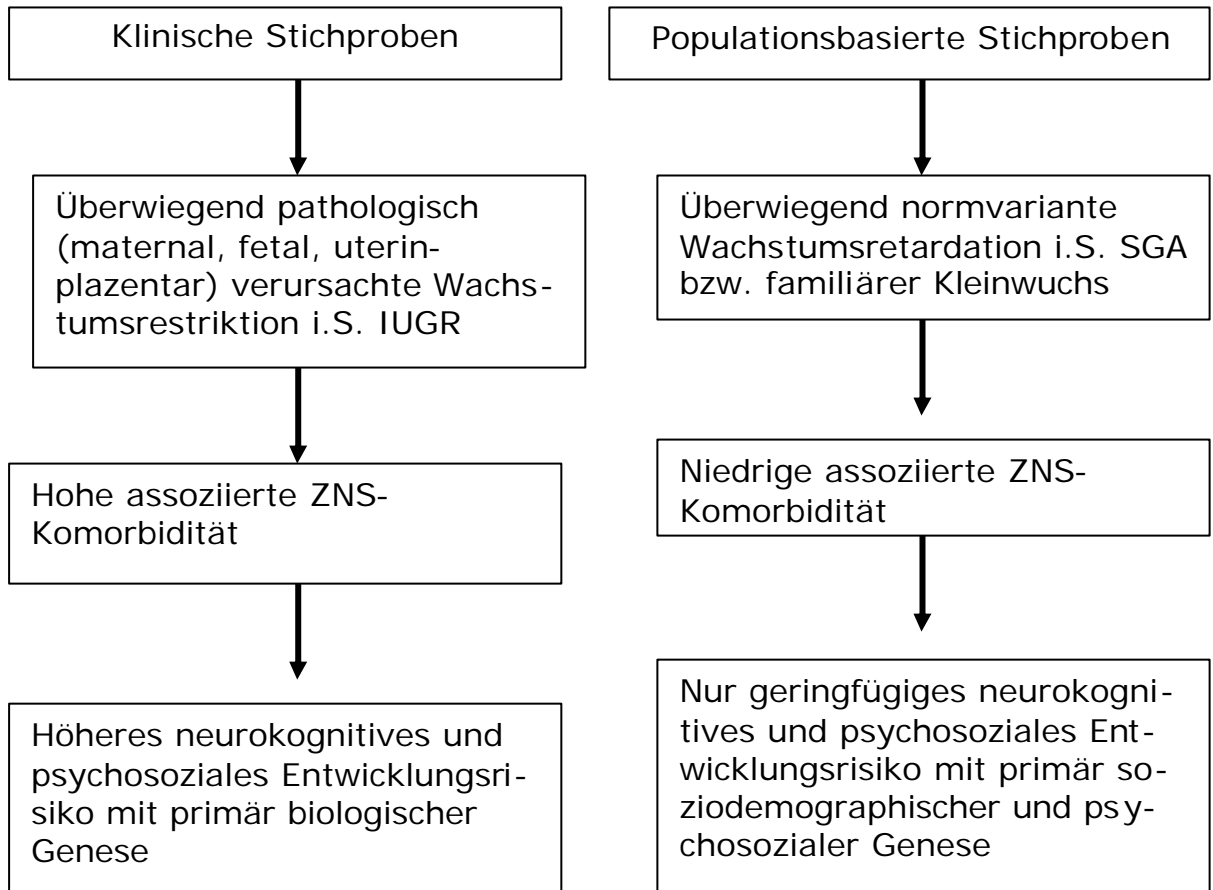 Klinische Stichproben
Überwiegend pathologisch
(maternal, fetal, uterin-
plazentar) verursachte Wachs-
tumsrestriktion i.S. IUGR
Hohe assoziierte ZNS-
Komorbidität
Höheres neurokognitives und
psychosoziales Entwicklungsri-
siko mit primär biologischer
Genese
Populationsbasierte Stichproben
Überwiegend normvariante
Wachstumsretardation i.S. SGA
bzw. familiärer Kleinwuchs
Niedrige assoziierte ZNS-
Komorbidität
Nur geringfügiges neurokogni-
tives und psychosoziales Ent-
wicklungsrisiko mit primär so-
ziodemographischer und psy-
chosozialer Genese